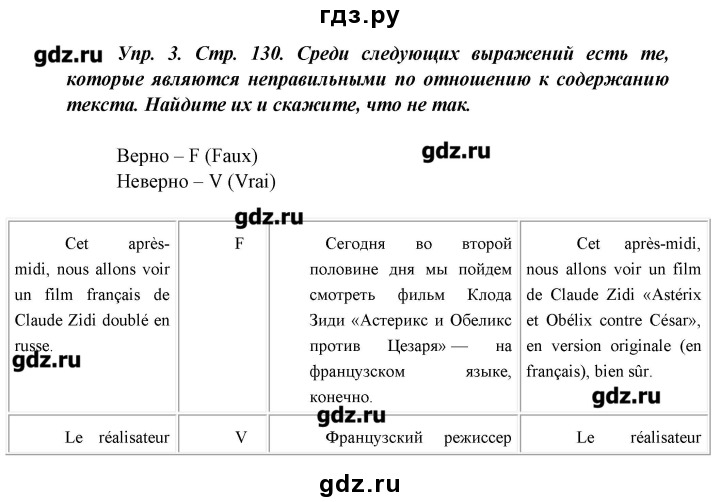 гдз.ру
gdz.ru
Упр. 3. Стр. 130. Среди следующих выражений есть те,
которые являются неправильными по отношению к содержанию
текста. Найдите их и скажите, что не так.
Верно – F (Faux)
gdz.ru
Неверно – V (Vrai)
gdz.ru
Cet après-
midi, nous allons voir
un film français de
Claude Zidi doublé en
russe.
gdz.ru
F
Сегодня во второй
половине дня мы пойдем
смотреть фильм Клода
Зиди «Астерикс и Обеликс
против Цезаря» — на
французском языке,
конечно.
gdz.ru
Cet après-midi,
nous allons voir un film
de Claude Zidi «Astérix
et Obélix contre César»,
en version originale (en
français), bien sûr.
gdz.ru
Le réalisateur
V
Французский режиссер
Le réalisateur
gdz.ru